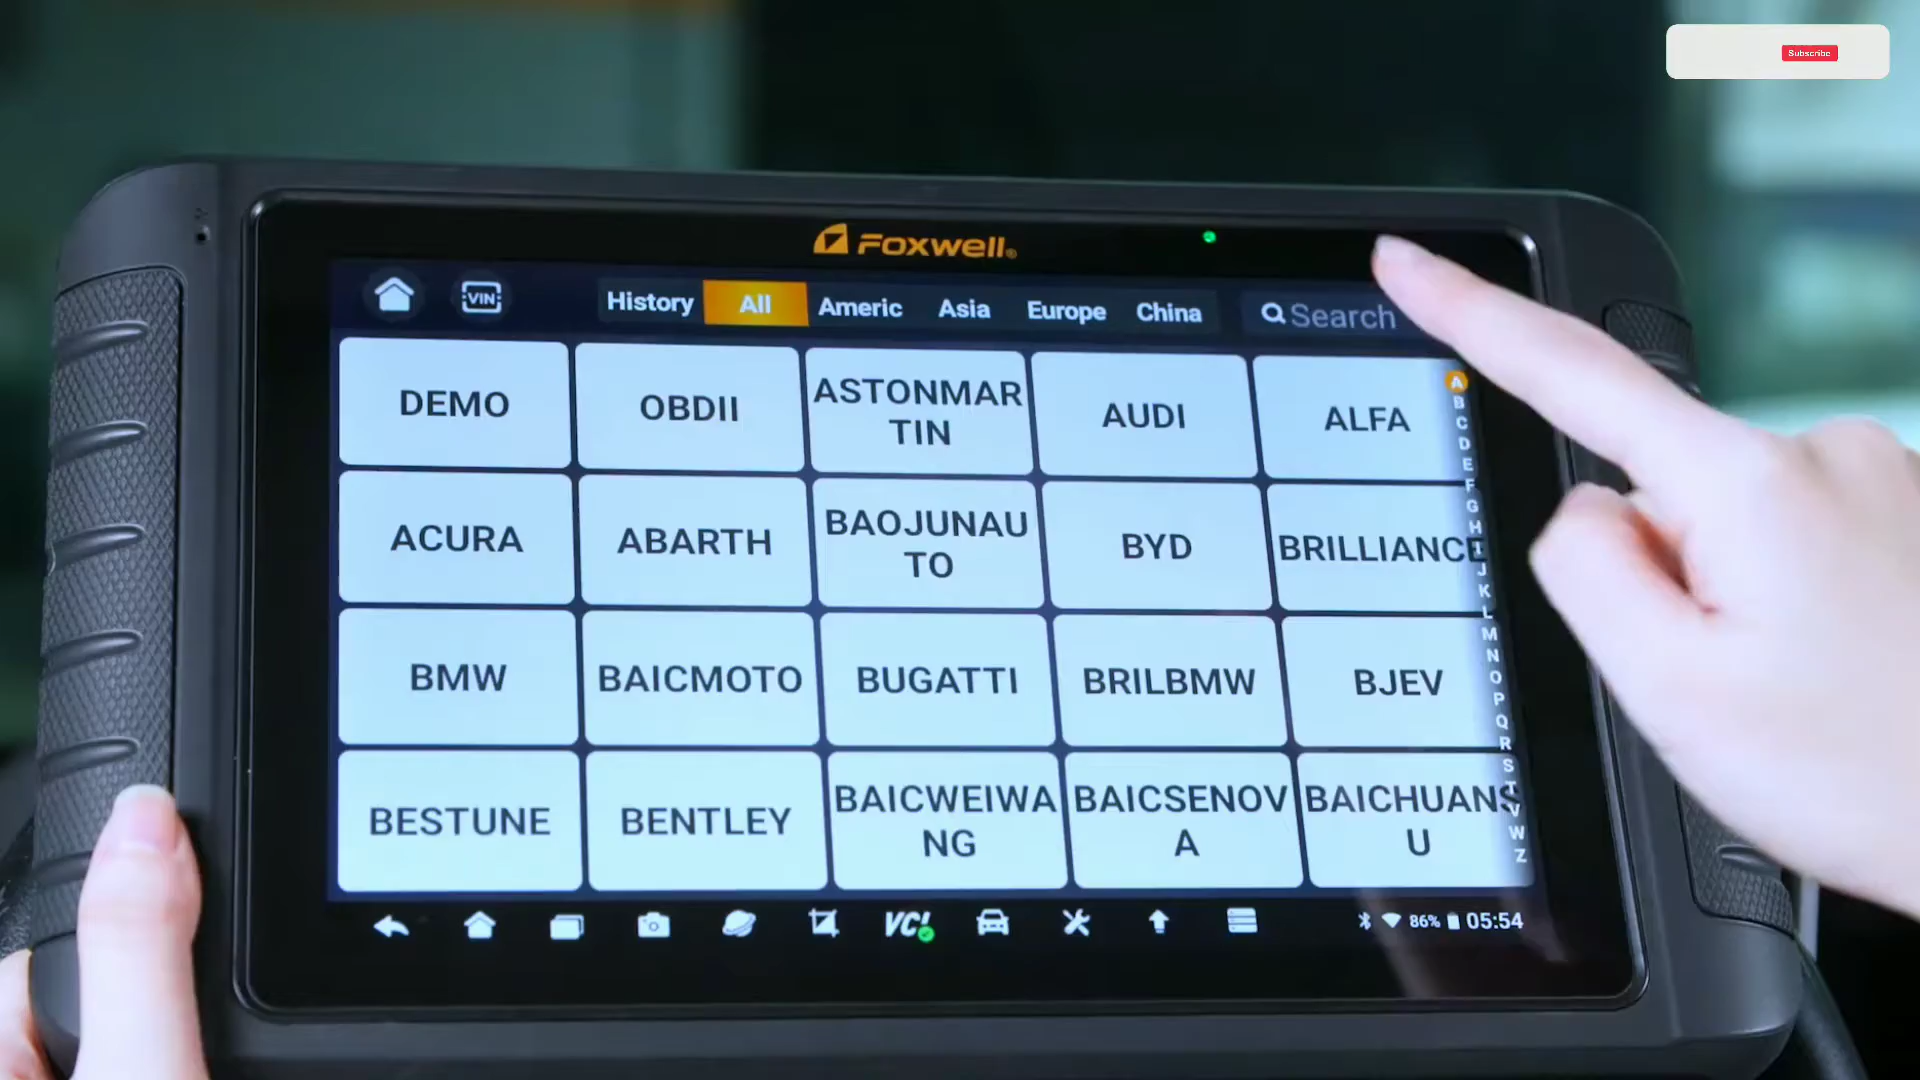 Subscribe
FOXWELL®
VIN
History All Americ Asia Europe China Search
DEMO
OBDII
ASTONMAR
TIN
AUDI
ALFA
ACURA
ABARTH
BAOJUNAU
TO
BYD
BRILLIANCE
BMW
BAICMOTO
BUGATTI
BRILBMW
BJEV
BESTUNE
BENTLEY
BAICWEIWA
NG
BAICSENOV
A
BAICHUANS
U
A
B
C
D
E
F
G
H
I
J
K
L
M
N
O
P
Q
R
S
T
V
W
Z
VCI
86% 05:54